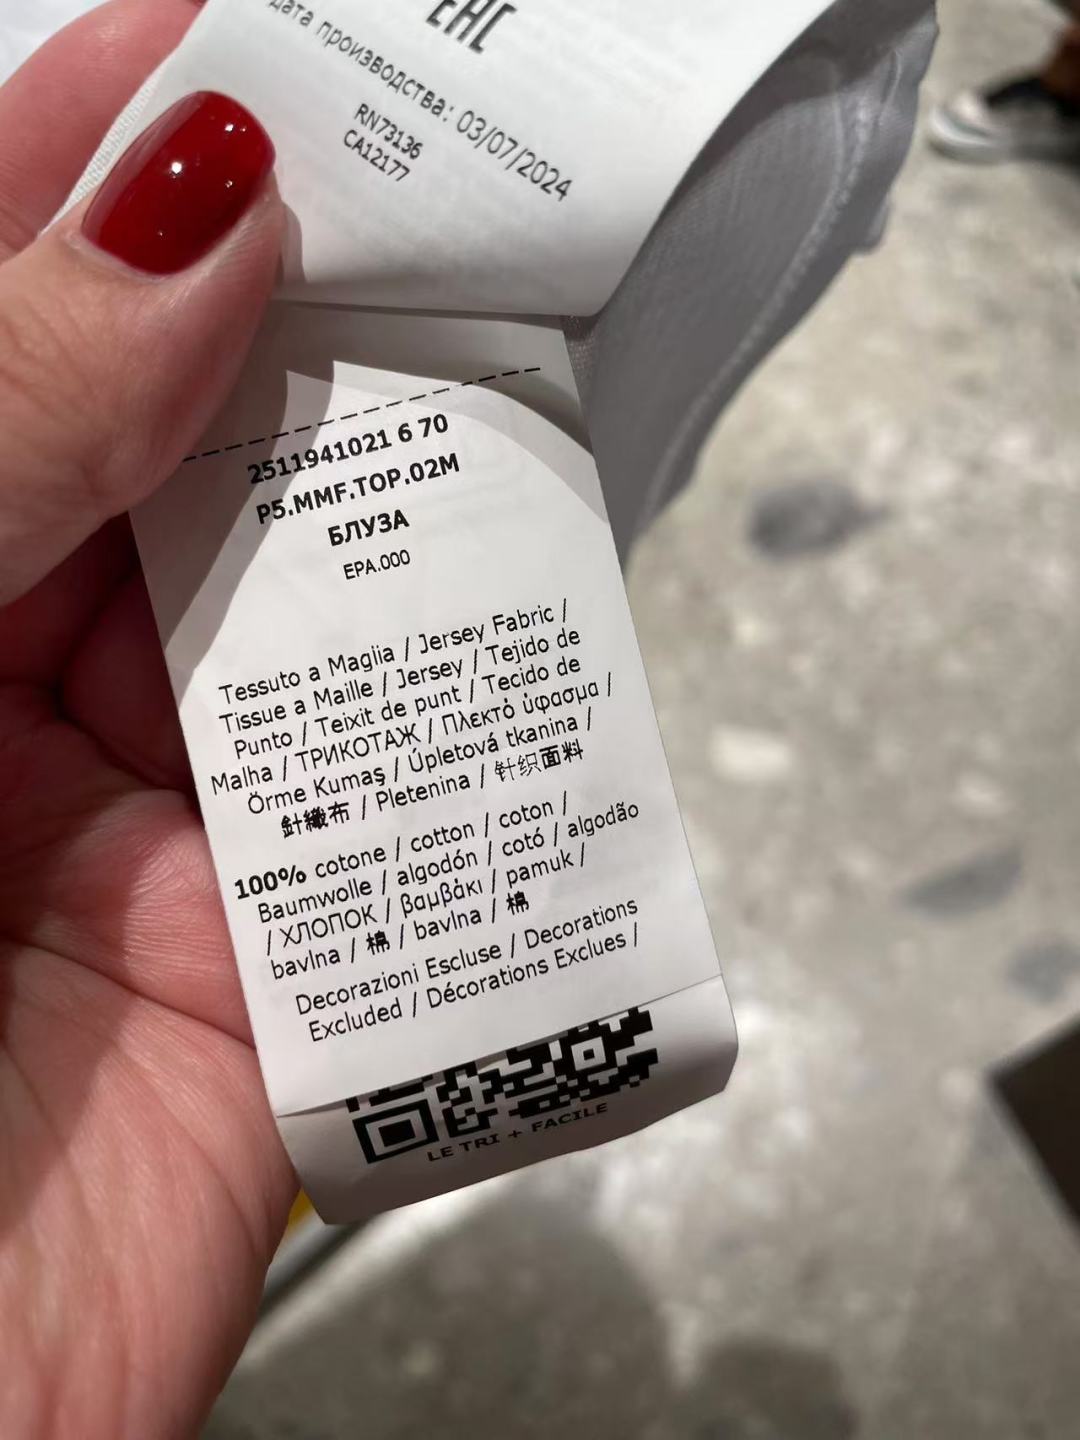 EHC
дата производства: 03/07/2024
RN73136
CA12177
2511941021 6 70
P5.MMF.TOP.02M
БЛУЗА
EPA.000
Tessuto a Maglia / Jersey Fabric /
Tissue a Maille / Jersey / Tejido de
Punto / Teixit de punt / Tecido de
Malha / ТРИКОТАЖ / Πλεκτό ύφασμα /
Örme Kumaş / Úpletová tkanina /
針織布 / Pletenina / 针织面料
100% cotone / cotton / coton /
Baumwolle / algodón / cotó / algodão
/ ХЛОПОК / βαμβάκι / pamuk /
bavlna / 棉 / bavlna / 棉
Decorazioni Escluse / Decorations
Excluded / Décorations Exclues /
LE TRI + FACILE